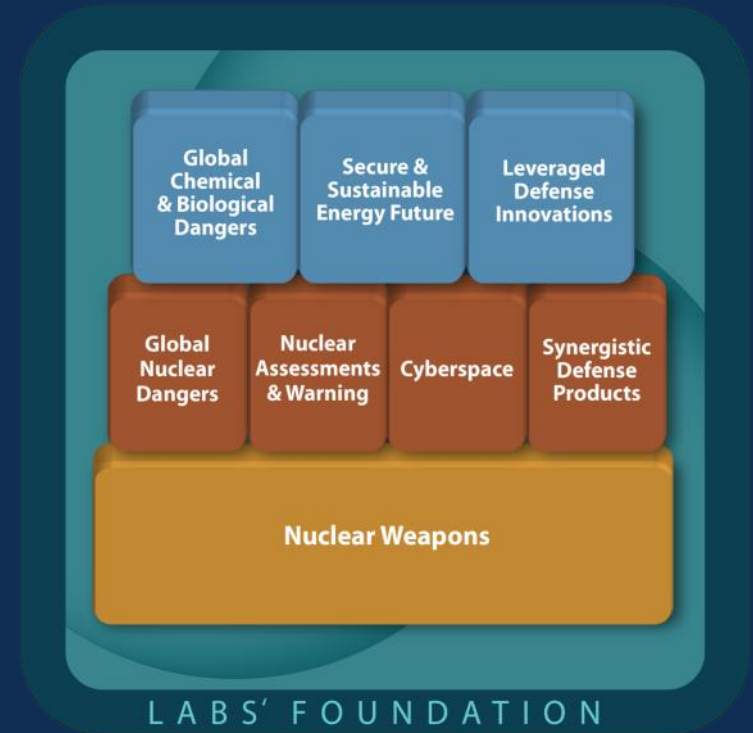 Global
Chemical
& Biological
Dangers
Secure &
Sustainable
Energy Future
Leveraged
Defense
Innovations
Global
Nuclear
Dangers
Nuclear
Assessments
& Warning
Cyberspace
Synergistic
Defense
Products
Nuclear Weapons
LABS’ FOUNDATION